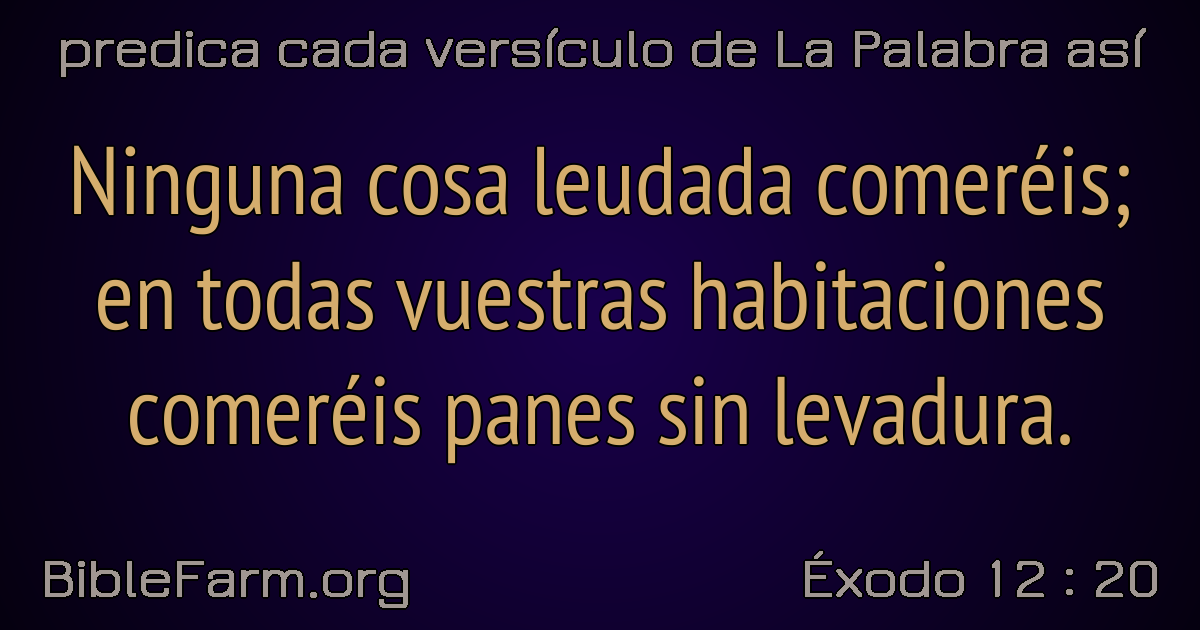 predica cada versículo de La Palabra así
Ninguna cosa leudada comeréis;
en todas vuestras habitaciones
comeréis panes sin levadura.
BibleFarm.org
Éxodo 12 : 20